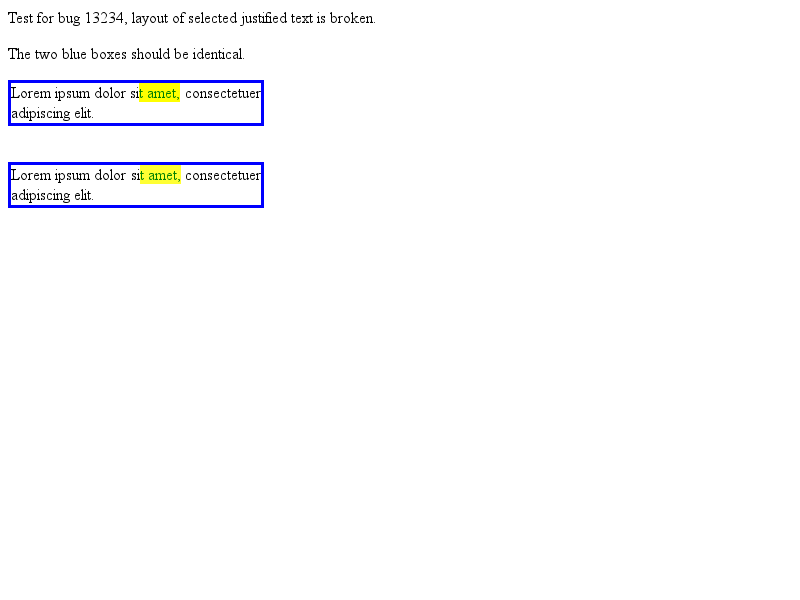 Test for bug 13234, layout of selected justified text is broken.
The two blue boxes should be identical.
Lorem ipsum dolor sit amet, consectetuer
adipiscing elit.
Lorem ipsum dolor sit amet, consectetuer
adipiscing elit.